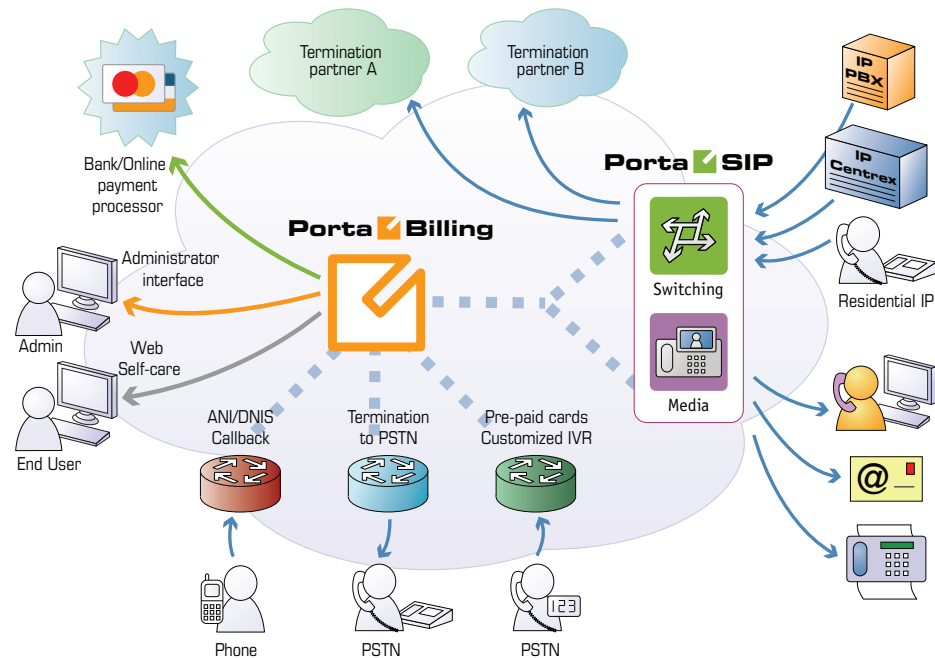 Termination
partner A
Termination
partner B
IP
PBX
Bank/Online
payment
processor
Porta SIP
IP
Centrex
Porta Billing
Switching
Residential IP
Administrator
interface
Admin
Web
Self-care
Media
End User
ANI/DNIS
Callback
Termination
to PSTN
Pre-paid cards
Customized IVR
@
123
Phone
PSTN
PSTN